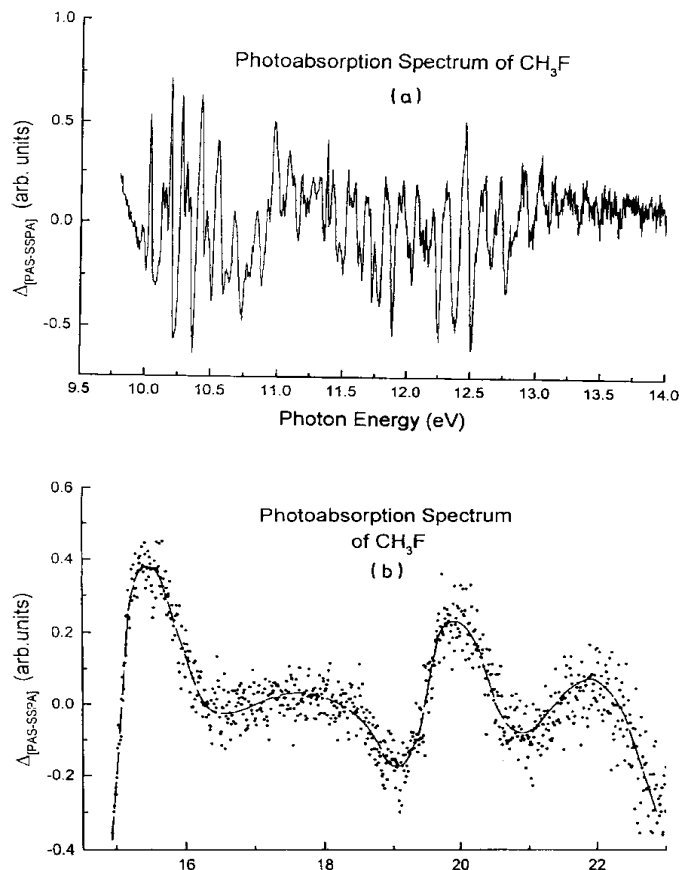 1.0
Photoabsorption Spectrum of CH₃F
(a)
0.5
0.0
-0.5
Δ[PAS-SSPA] (arb. units)
9.5 10.0 10.5 11.0 11.5 12.0 12.5 13.0 13.5 14.0
Photon Energy (eV)
0.6
Photoabsorption Spectrum
of CH₃F
(b)
0.4
0.2
0.0
-0.2
-0.4
Δ[PAS-SSPA] (arb.units)
16 18 20 22